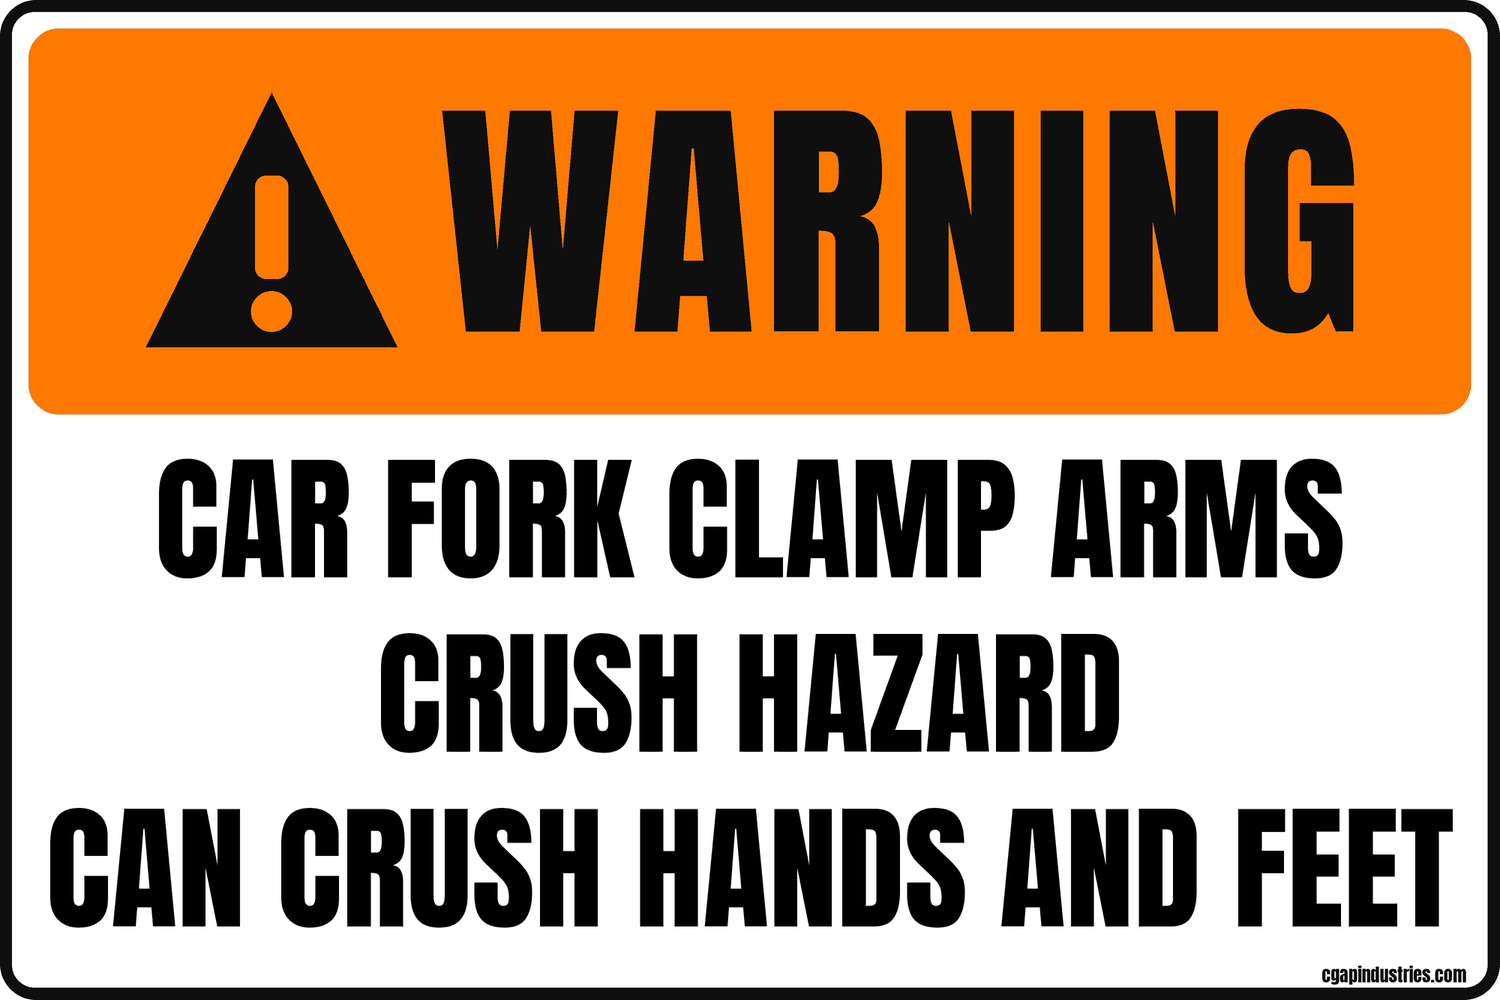 WARNING
CAR FORK CLAMP ARMS
CRUSH HAZARD
CAN CRUSH HANDS AND FEET
cgapindustries.com